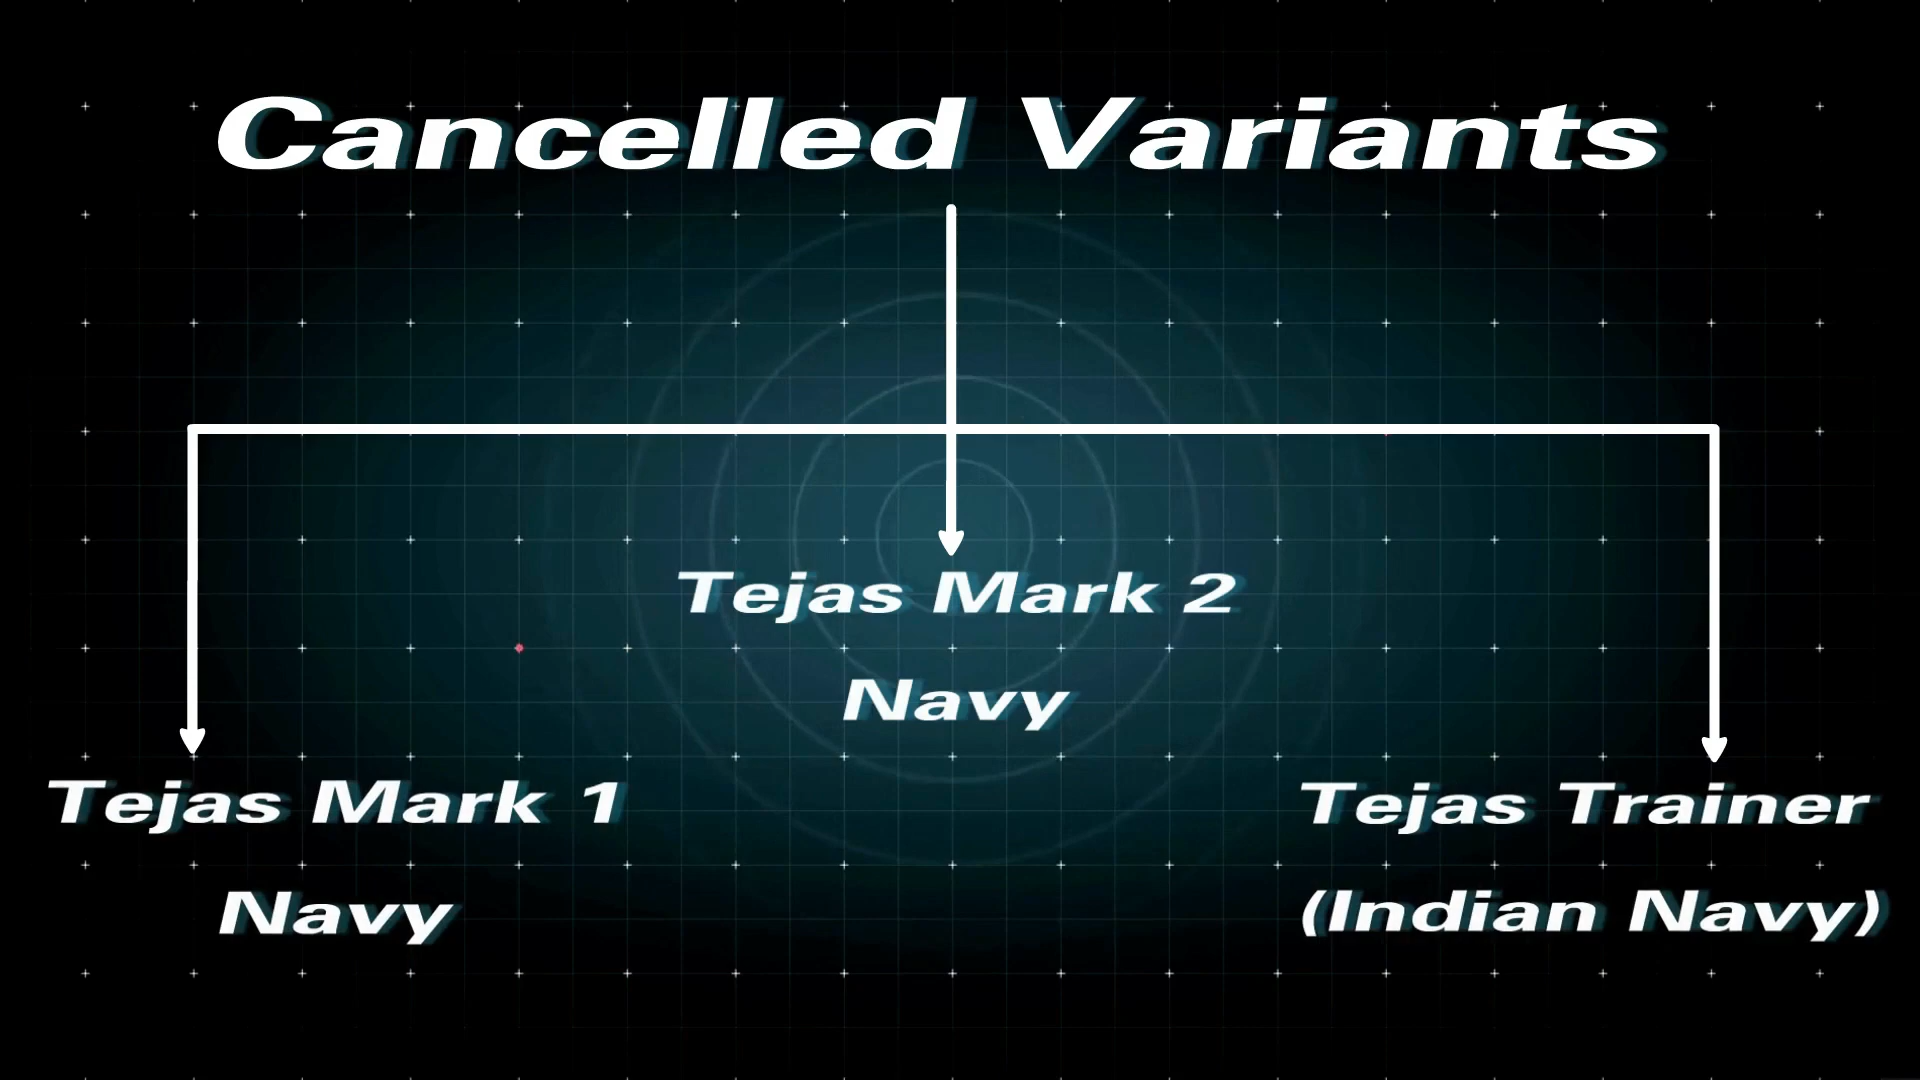 Cancelled Variants
Tejas Mark 2
Navy
Tejas Mark 1
Navy
Tejas Trainer
(Indian Navy)